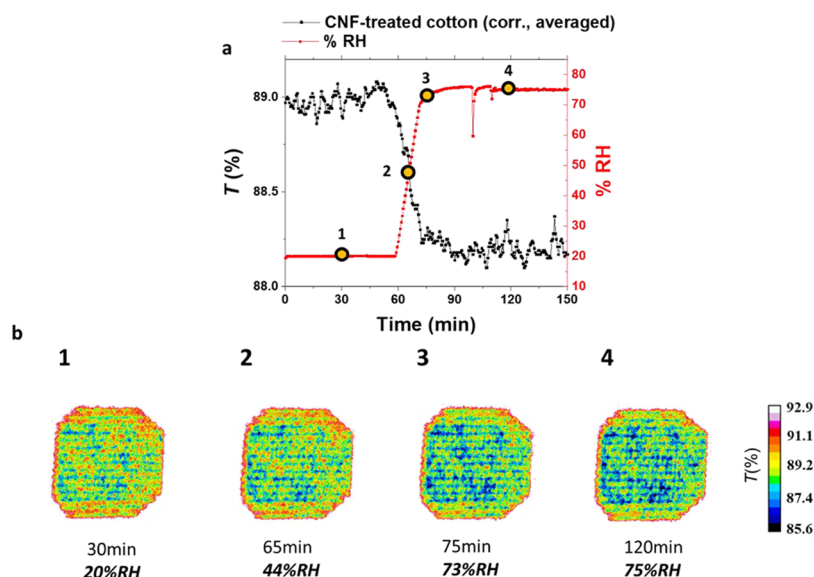 CNF-treated cotton (corr., averaged)
% RH
a
89.0
88.5
88.0
T (%)
0
30
60
90
120
150
Time (min)
80
70
60
50
40
30
20
10
% RH
1
2
3
4
b
1
2
3
4
30min
20%RH
65min
44%RH
75min
73%RH
120min
75%RH
92.9
91.1
89.2
87.4
85.6
T(%)